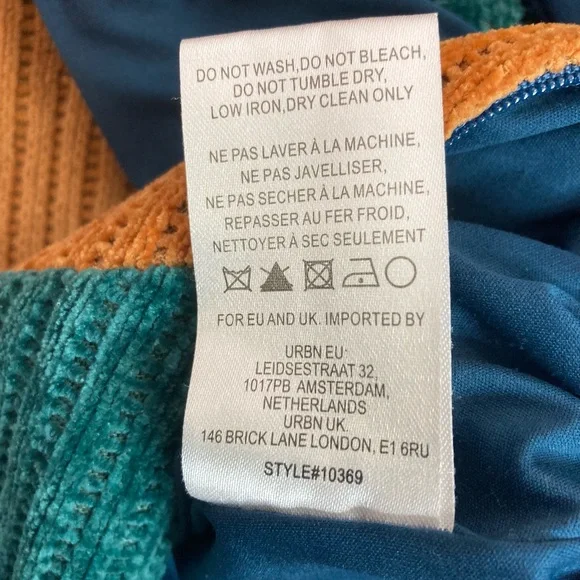 DO NOT WASH,DO NOT BLEACH,
DO NOT TUMBLE DRY,
LOW IRON,DRY CLEAN ONLY
NE PAS LAVER À LA MACHINE,
NE PAS JAVELLISER,
NE PAS SECHER À LA MACHINE,
REPASSER AU FER FROID,
NETTOYER À SEC SEULEMENT
FOR EU AND UK. IMPORTED BY
URBN EU:
LEIDSESTRAAT 32,
1017PB AMSTERDAM,
NETHERLANDS
URBN UK.
146 BRICK LANE LONDON, E1 6RU
STYLE#10369